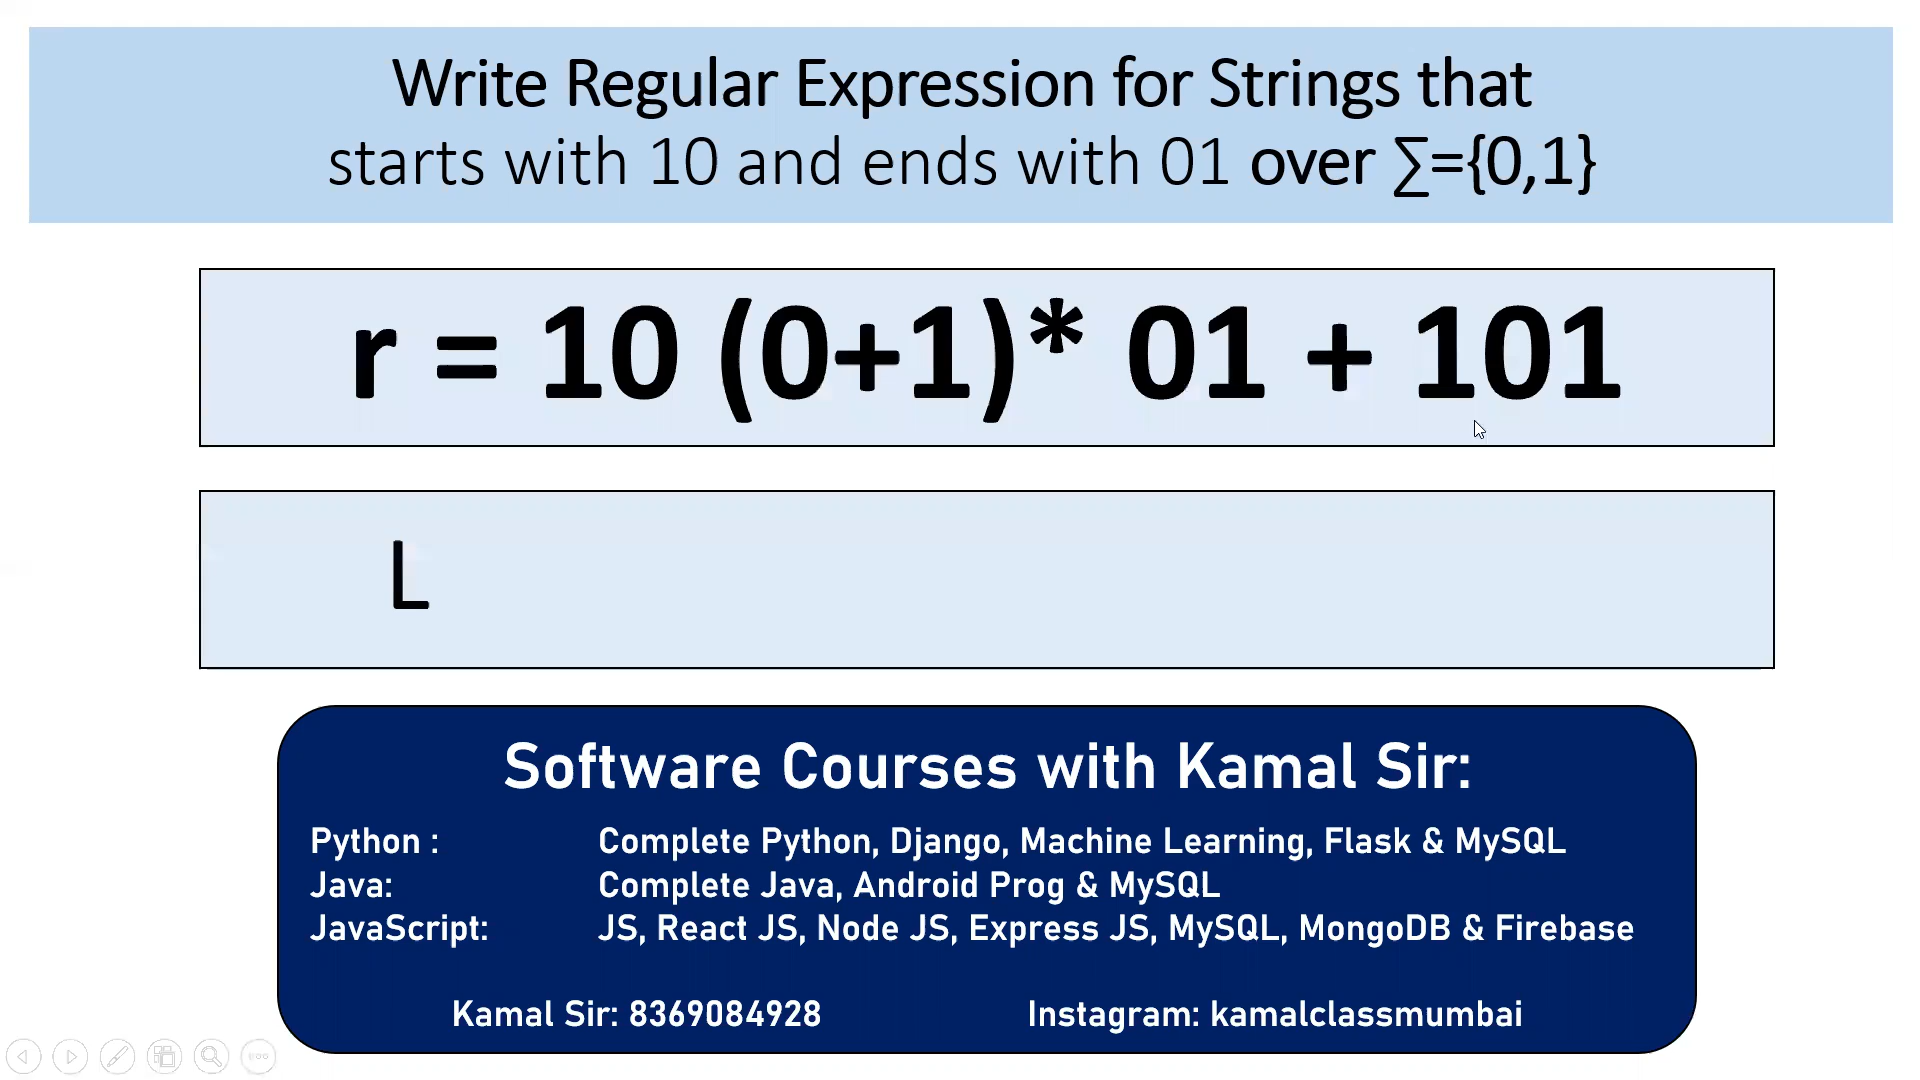 Write Regular Expression for Strings that
starts with 10 and ends with 01 over ∑={0,1}
r = 10 (0+1)* 01 + 101
L
Software Courses with Kamal Sir:
Python : Complete Python, Django, Machine Learning, Flask & MySQL
Java: Complete Java, Android Prog & MySQL
JavaScript: JS, React JS, Node JS, Express JS, MySQL, MongoDB & Firebase
Kamal Sir: 8369084928 Instagram: kamalclassmumbai